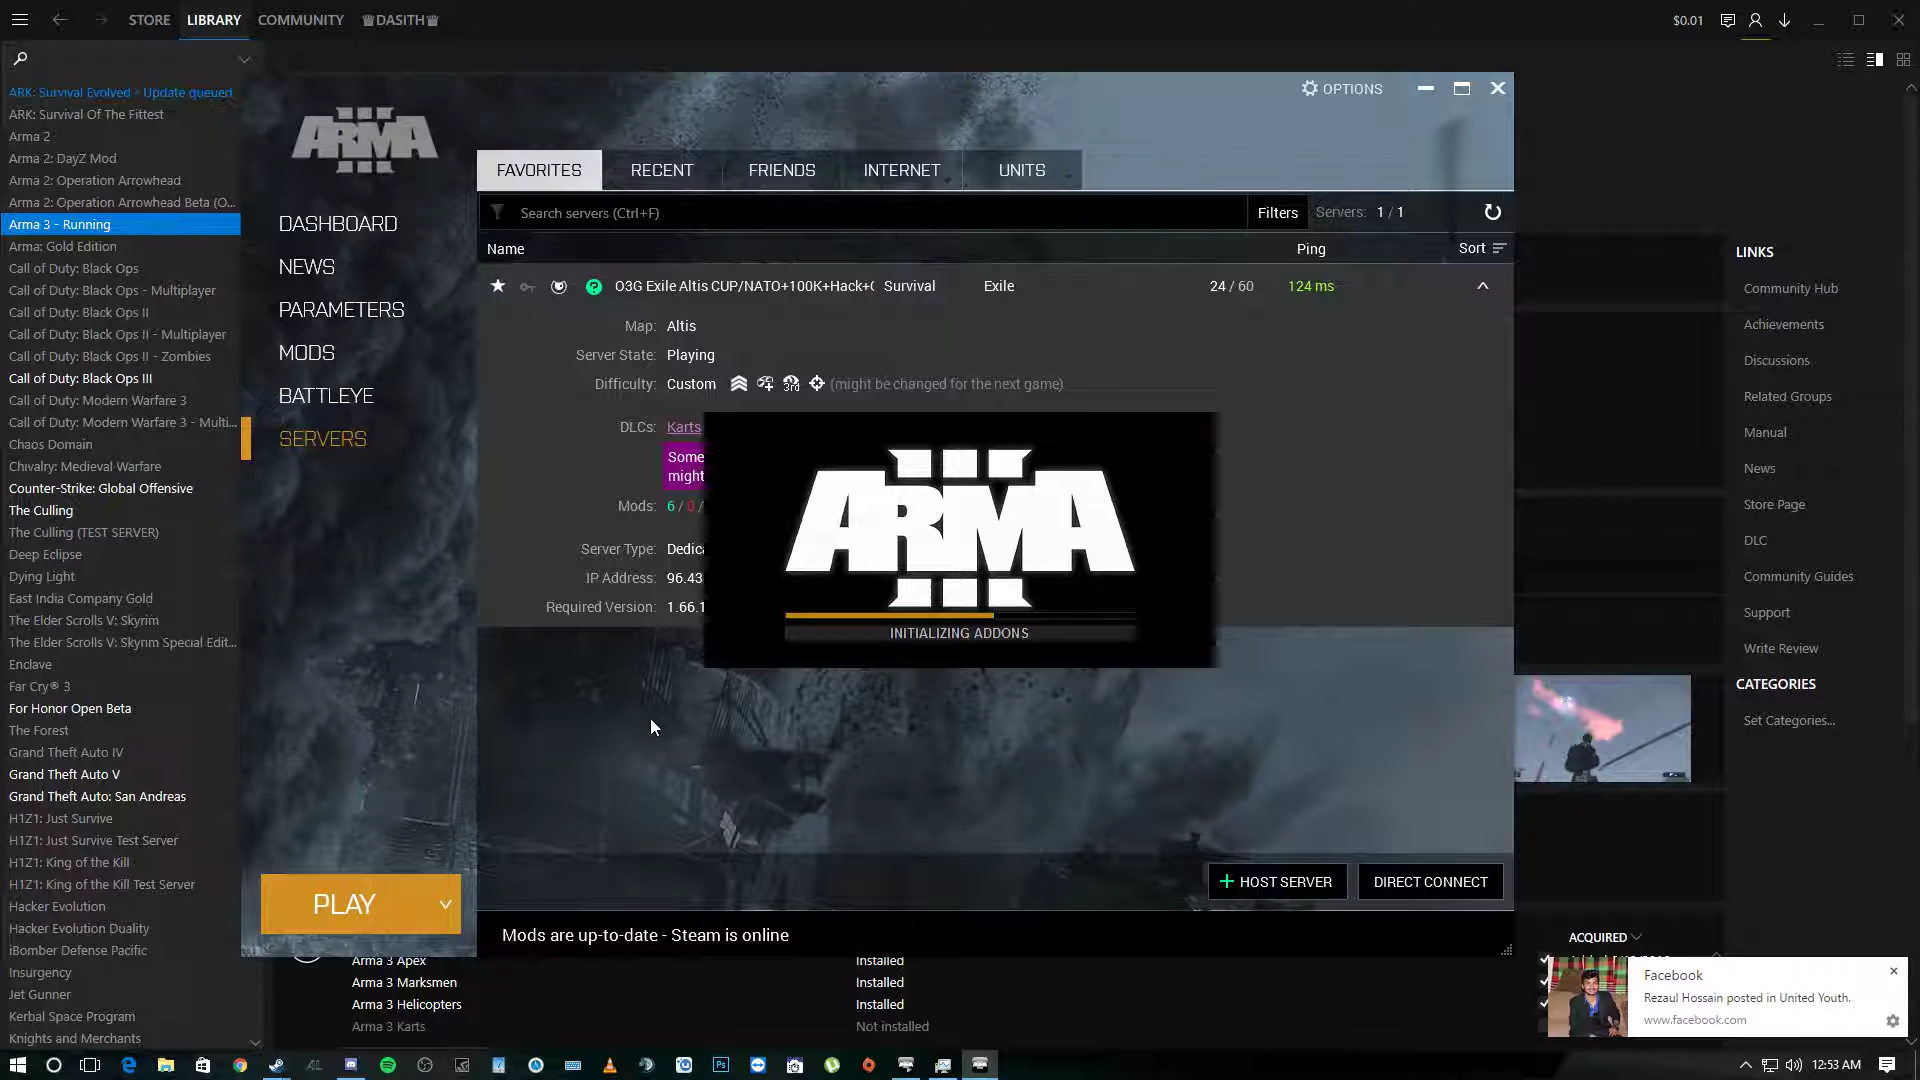 STORE LIBRARY COMMUNITY ♛DASITH♛ $0.01
ARK: Survival Evolved - Update queued
ARK: Survival Of The Fittest
Arma 2
Arma 2: DayZ Mod
Arma 2: Operation Arrowhead
Arma 2: Operation Arrowhead Beta (O...
Arma 3 - Running
Arma: Gold Edition
Call of Duty: Black Ops
Call of Duty: Black Ops - Multiplayer
Call of Duty: Black Ops II
Call of Duty: Black Ops II - Multiplayer
Call of Duty: Black Ops II - Zombies
Call of Duty: Black Ops III
Call of Duty: Modern Warfare 3
Call of Duty: Modern Warfare 3 - Multi...
Chaos Domain
Chivalry: Medieval Warfare
Counter-Strike: Global Offensive
The Culling
The Culling (TEST SERVER)
Deep Eclipse
Dying Light
East India Company Gold
The Elder Scrolls V: Skyrim
The Elder Scrolls V: Skyrim Special Edit...
Enclave
Far Cry® 3
For Honor Open Beta
The Forest
Grand Theft Auto IV
Grand Theft Auto V
Grand Theft Auto: San Andreas
H1Z1: Just Survive
H1Z1: Just Survive Test Server
H1Z1: King of the Kill
H1Z1: King of the Kill Test Server
Hacker Evolution
Hacker Evolution Duality
iBomber Defense Pacific
Insurgency
Jet Gunner
Kerbal Space Program
Knights and Merchants
ARMA III
DASHBOARD
NEWS
PARAMETERS
MODS
BATTLEYE
SERVERS
PLAY
OPTIONS
FAVORITES RECENT FRIENDS INTERNET UNITS
Search servers (Ctrl+F) Filters Servers: 1 / 1
Name Ping Sort
O3G Exile Altis CUP/NATO+100K+Hack+( Survival Exile 24 / 60 124 ms
Map: Altis
Server State: Playing
Difficulty: Custom 3rd (might be changed for the next game)
DLCs: Karts
Some
might
Mods: 6 / 0 /
Server Type: Dedica
IP Address: 96.43
Required Version: 1.66.1
ARMA
III
INITIALIZING ADDONS
HOST SERVER DIRECT CONNECT
Mods are up-to-date - Steam is online
Arma 3 Apex Installed
Arma 3 Marksmen Installed
Arma 3 Helicopters Installed
Arma 3 Karts Not installed
LINKS
Community Hub
Achievements
Discussions
Related Groups
Manual
News
Store Page
DLC
Community Guides
Support
Write Review
CATEGORIES
Set Categories...
ACQUIRED
Facebook
Rezaul Hossain posted in United Youth.
www.facebook.com
Ps
12:53 AM